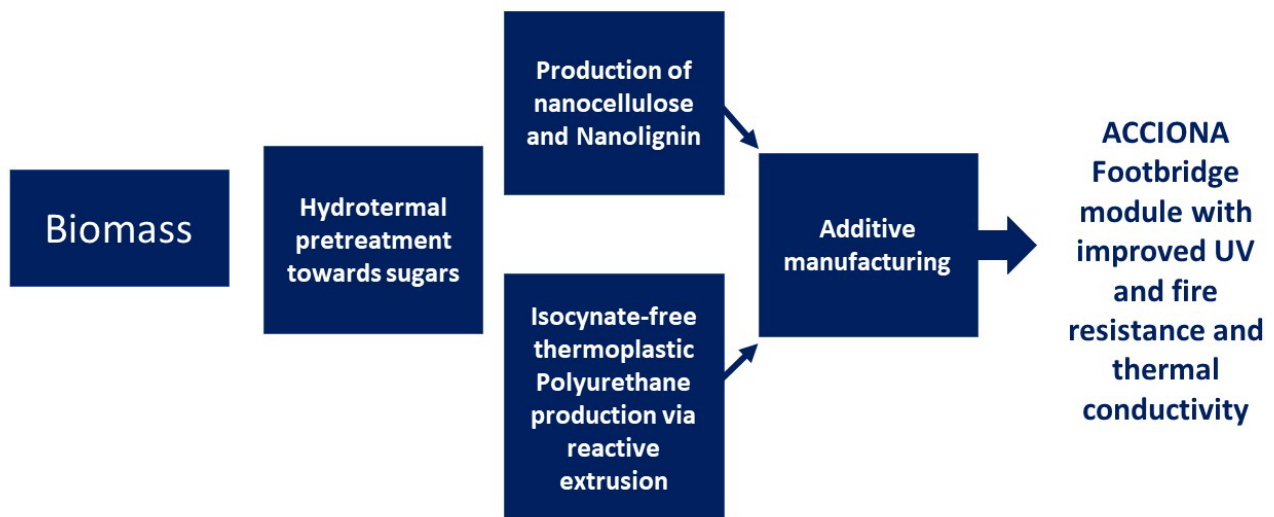 Biomass
Hydrotermal
pretreatment
towards sugars
Production of
nanocellulose
and Nanolignin
Isocynate-free
thermoplastic
Polyurethane
production via
reactive
extrusion
Additive
manufacturing
ACCIONA
Footbridge
module with
improved UV
and fire
resistance and
thermal
conductivity